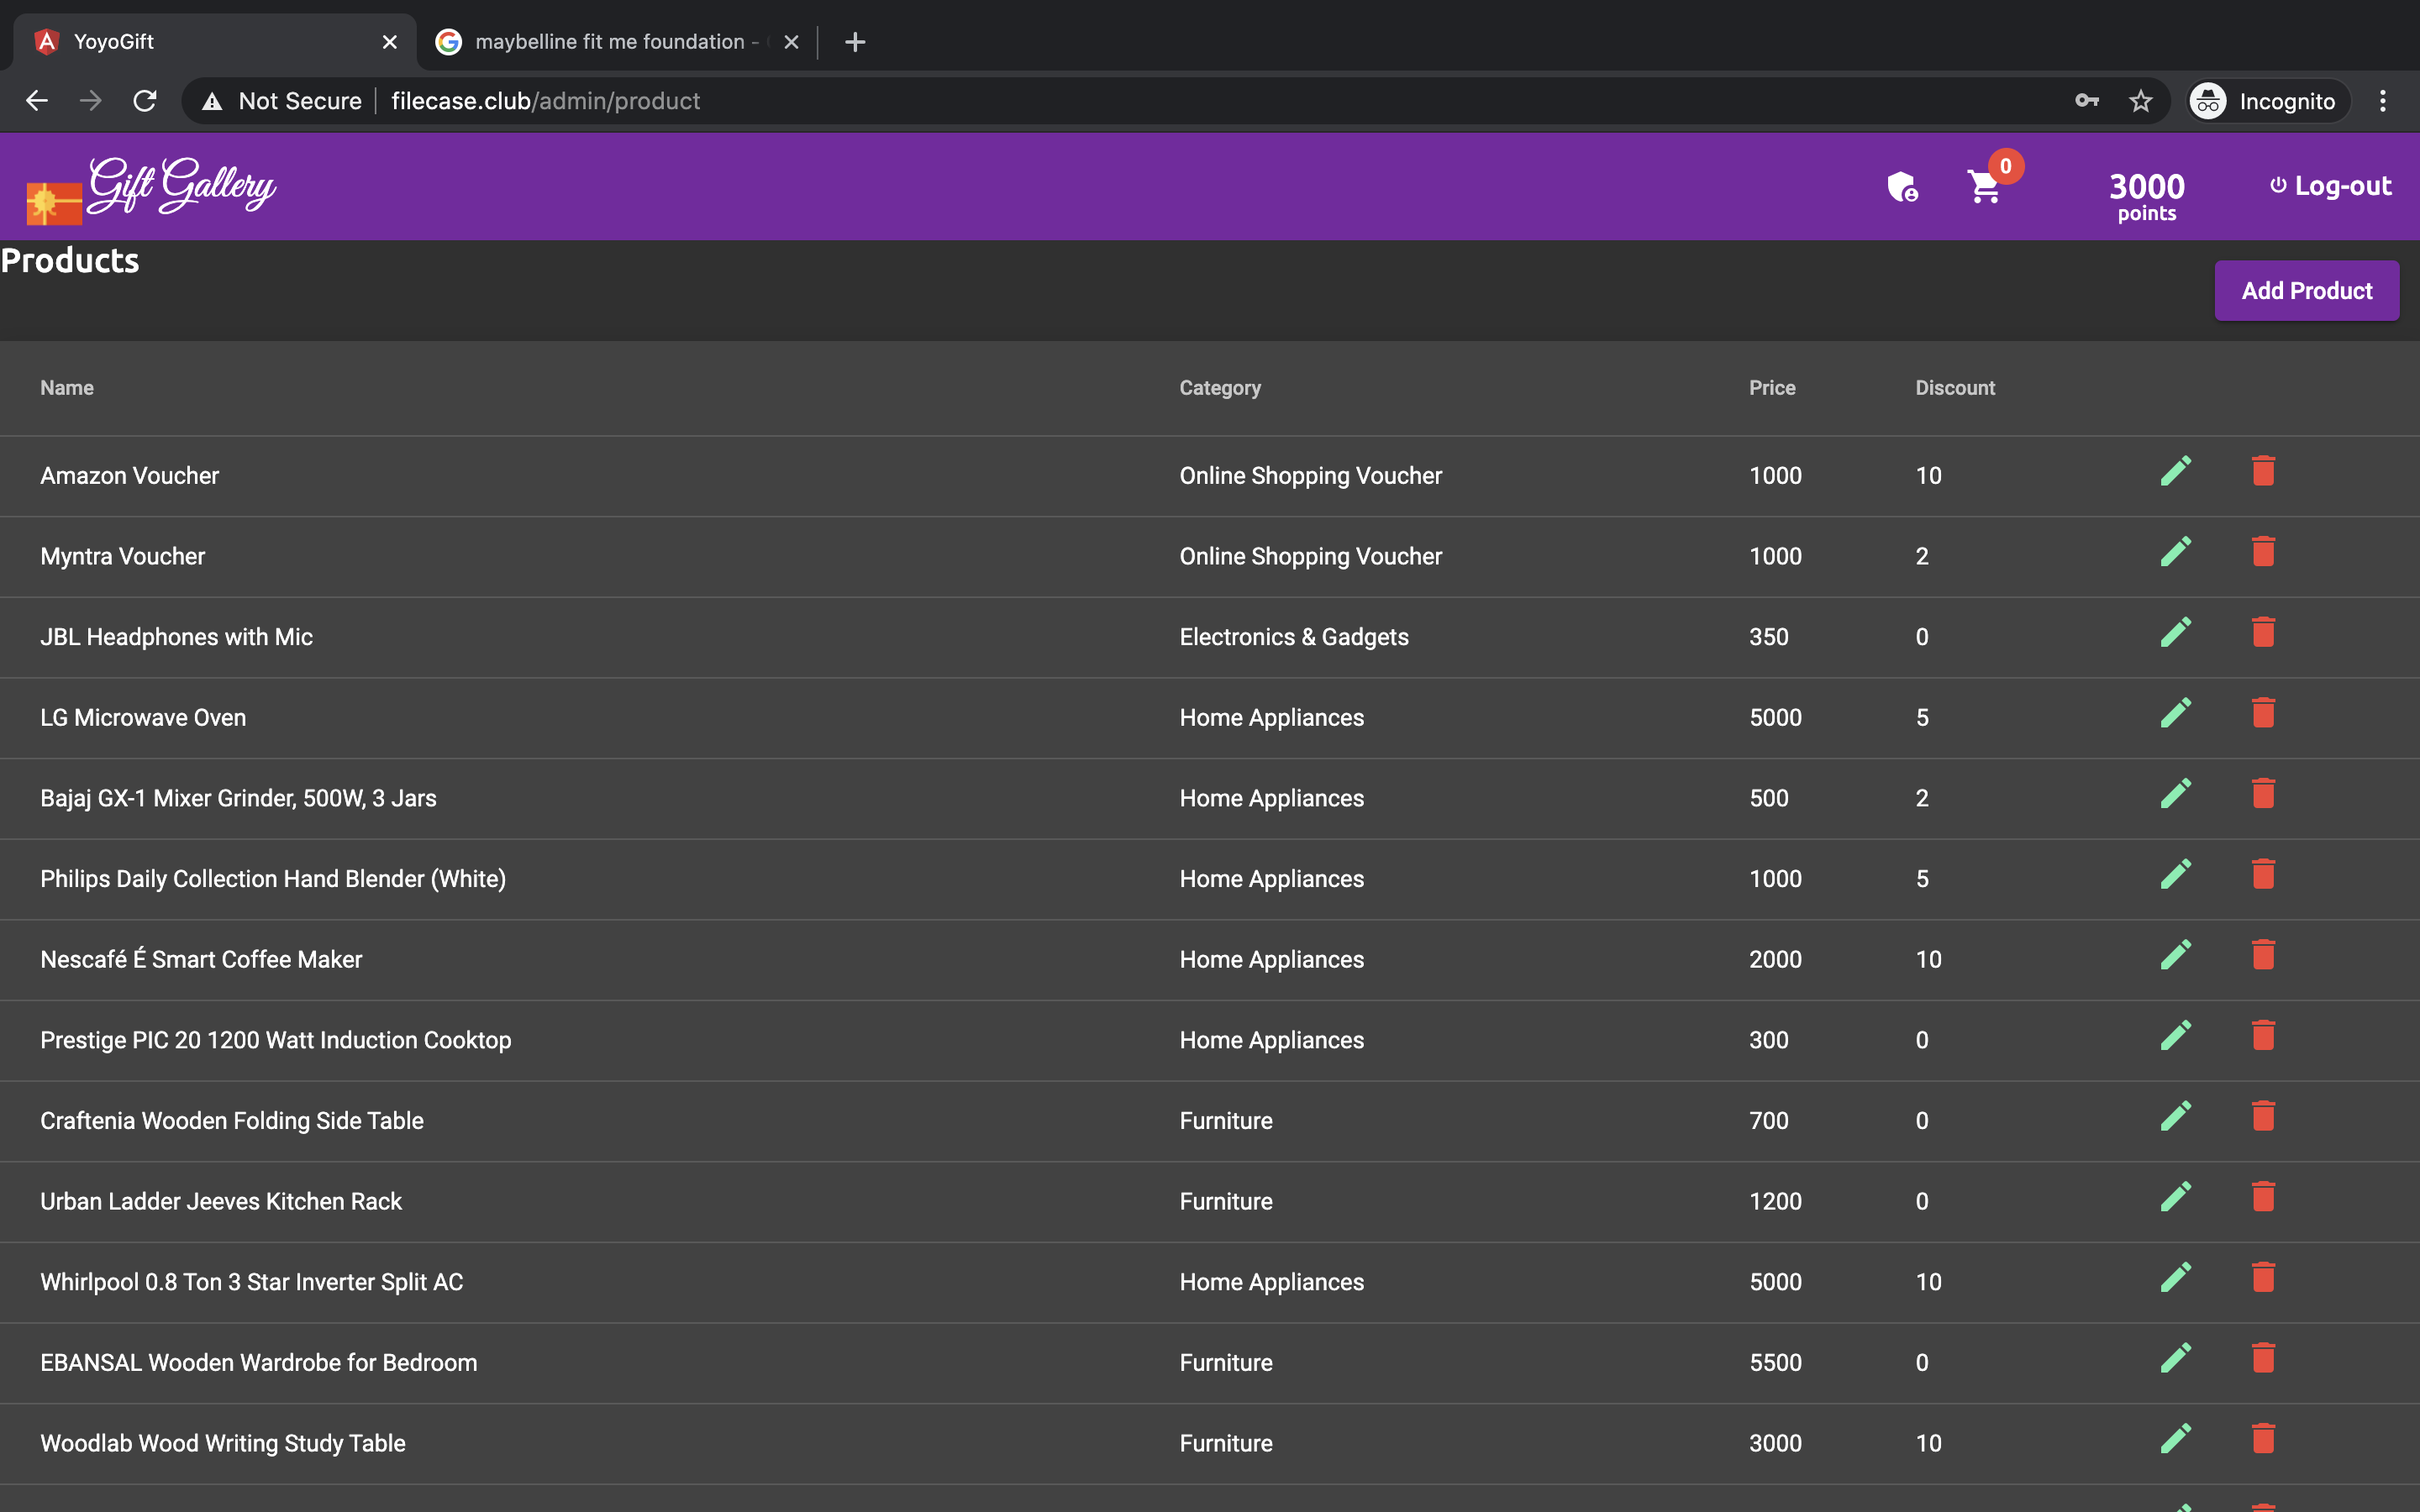 YoyoGift
maybelline fit me foundation -
Not Secure filecase.club/admin/product Incognito
Gift Gallery
0
3000
points
Log-out
Products
Add Product
Name Category Price Discount
Amazon Voucher Online Shopping Voucher 1000 10
Myntra Voucher Online Shopping Voucher 1000 2
JBL Headphones with Mic Electronics & Gadgets 350 0
LG Microwave Oven Home Appliances 5000 5
Bajaj GX-1 Mixer Grinder, 500W, 3 Jars Home Appliances 500 2
Philips Daily Collection Hand Blender (White) Home Appliances 1000 5
Nescafé É Smart Coffee Maker Home Appliances 2000 10
Prestige PIC 20 1200 Watt Induction Cooktop Home Appliances 300 0
Craftenia Wooden Folding Side Table Furniture 700 0
Urban Ladder Jeeves Kitchen Rack Furniture 1200 0
Whirlpool 0.8 Ton 3 Star Inverter Split AC Home Appliances 5000 10
EBANSAL Wooden Wardrobe for Bedroom Furniture 5500 0
Woodlab Wood Writing Study Table Furniture 3000 10